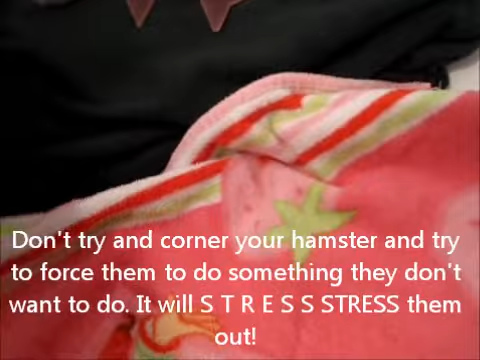 Don't try and corner your hamster and try
to force them to do something they don't
want to do. It will S T R E S S STRESS them
out!